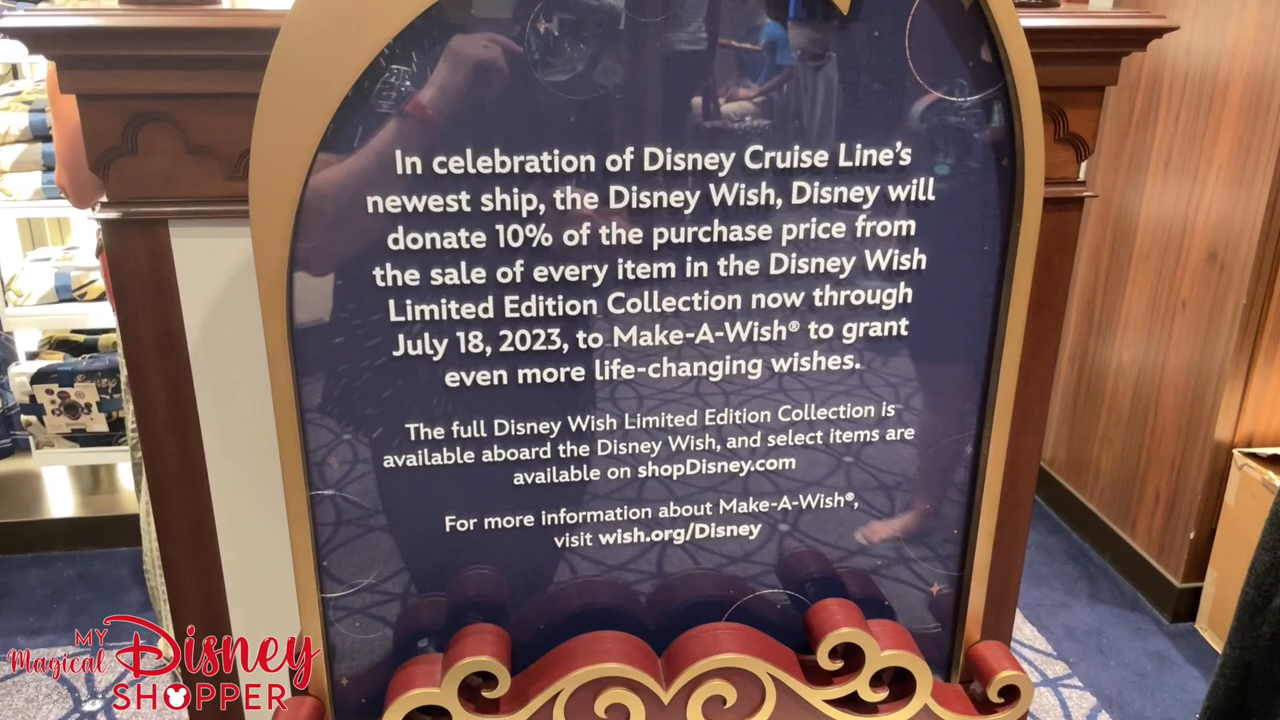 In celebration of Disney Cruise Line's
newest ship, the Disney Wish, Disney will
donate 10% of the purchase price from
the sale of every item in the Disney Wish
Limited Edition Collection now through
July 18, 2023, to Make-A-Wish® to grant
even more life-changing wishes.
The full Disney Wish Limited Edition Collection is
available aboard the Disney Wish, and select items are
available on shopDisney.com
For more information about Make-A-Wish®,
visit wish.org/Disney
MY
Magical Disney
SHOPPER